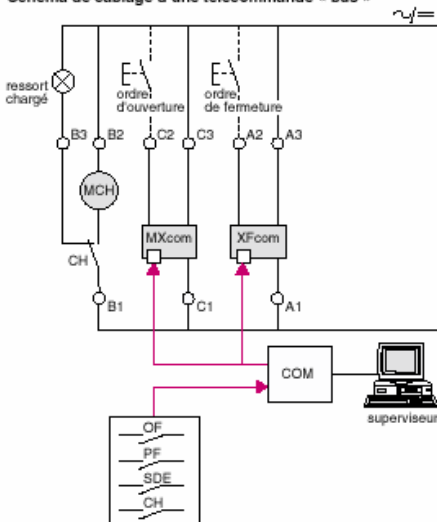 Schéma de câblage d'une télécommande « Bus »
ressort
chargé
ordre
d'ouverture
ordre
de fermeture
B3
B2
C2
C3
A2
A3
MCH
MXcom
XFcom
CH
B1
C1
A1
COM
superviseur
OF
PF
SDE
CH